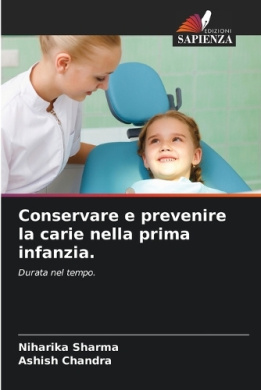 EDIZIONI
SAPIENZA
Conservare e prevenire
la carie nella prima
infanzia.
Durata nel tempo.
Niharika Sharma
Ashish Chandra